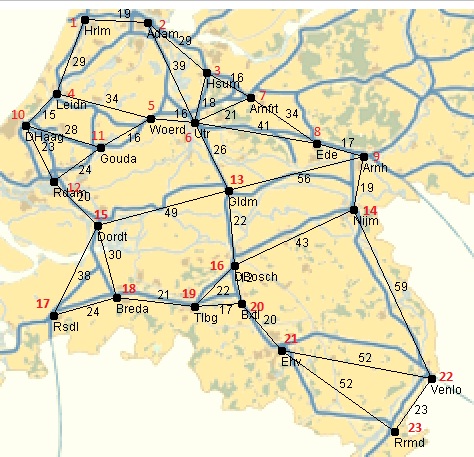 1 19 2
Hrlm Adam
29 29
39 3
Hsum 16
4 18 7
Leidn 34 5 Amfrt
10 15 16 21 34
DHaag 28 11 Woerd Utr 41
6 8
23 16 26 17 9
Gouda Ede Arnh
24 13 56 19
12
Rdam 20 Gldm
15 49 14
Dordt 22 Nijm
43
30 16
38 DBosch 59
17 18 19 22 12
21 20
24 17
Rsdl Breda Tlbg Bxtl
20
21
Ehv 52
22
52 Venlo
23
23
Rrmd